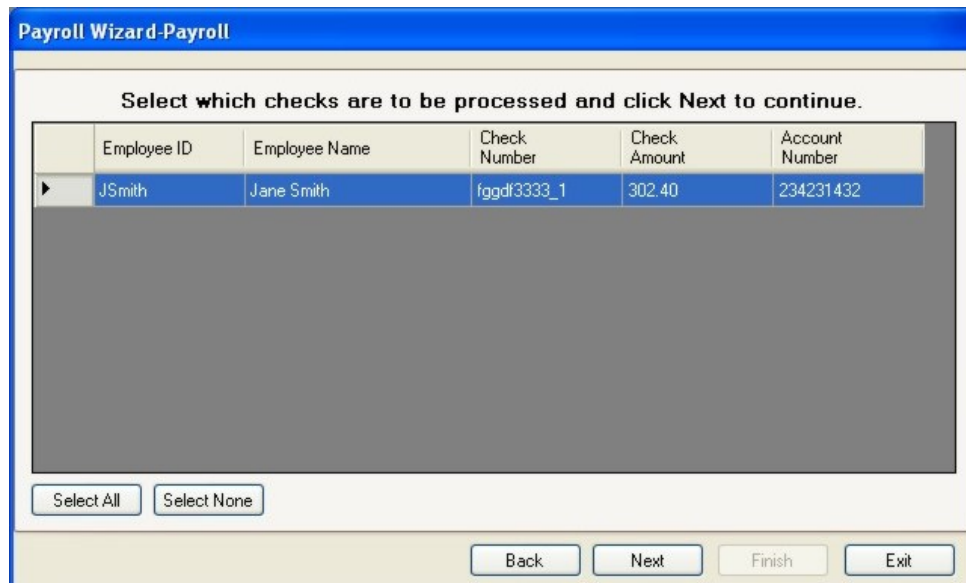 Payroll Wizard-Payroll
Select which checks are to be processed and click Next to continue.
Employee ID Employee Name Check Number Check Amount Account Number
JSmith Jane Smith fggdf3333_1 302.40 234231432
Select All Select None
Back Next Finish Exit